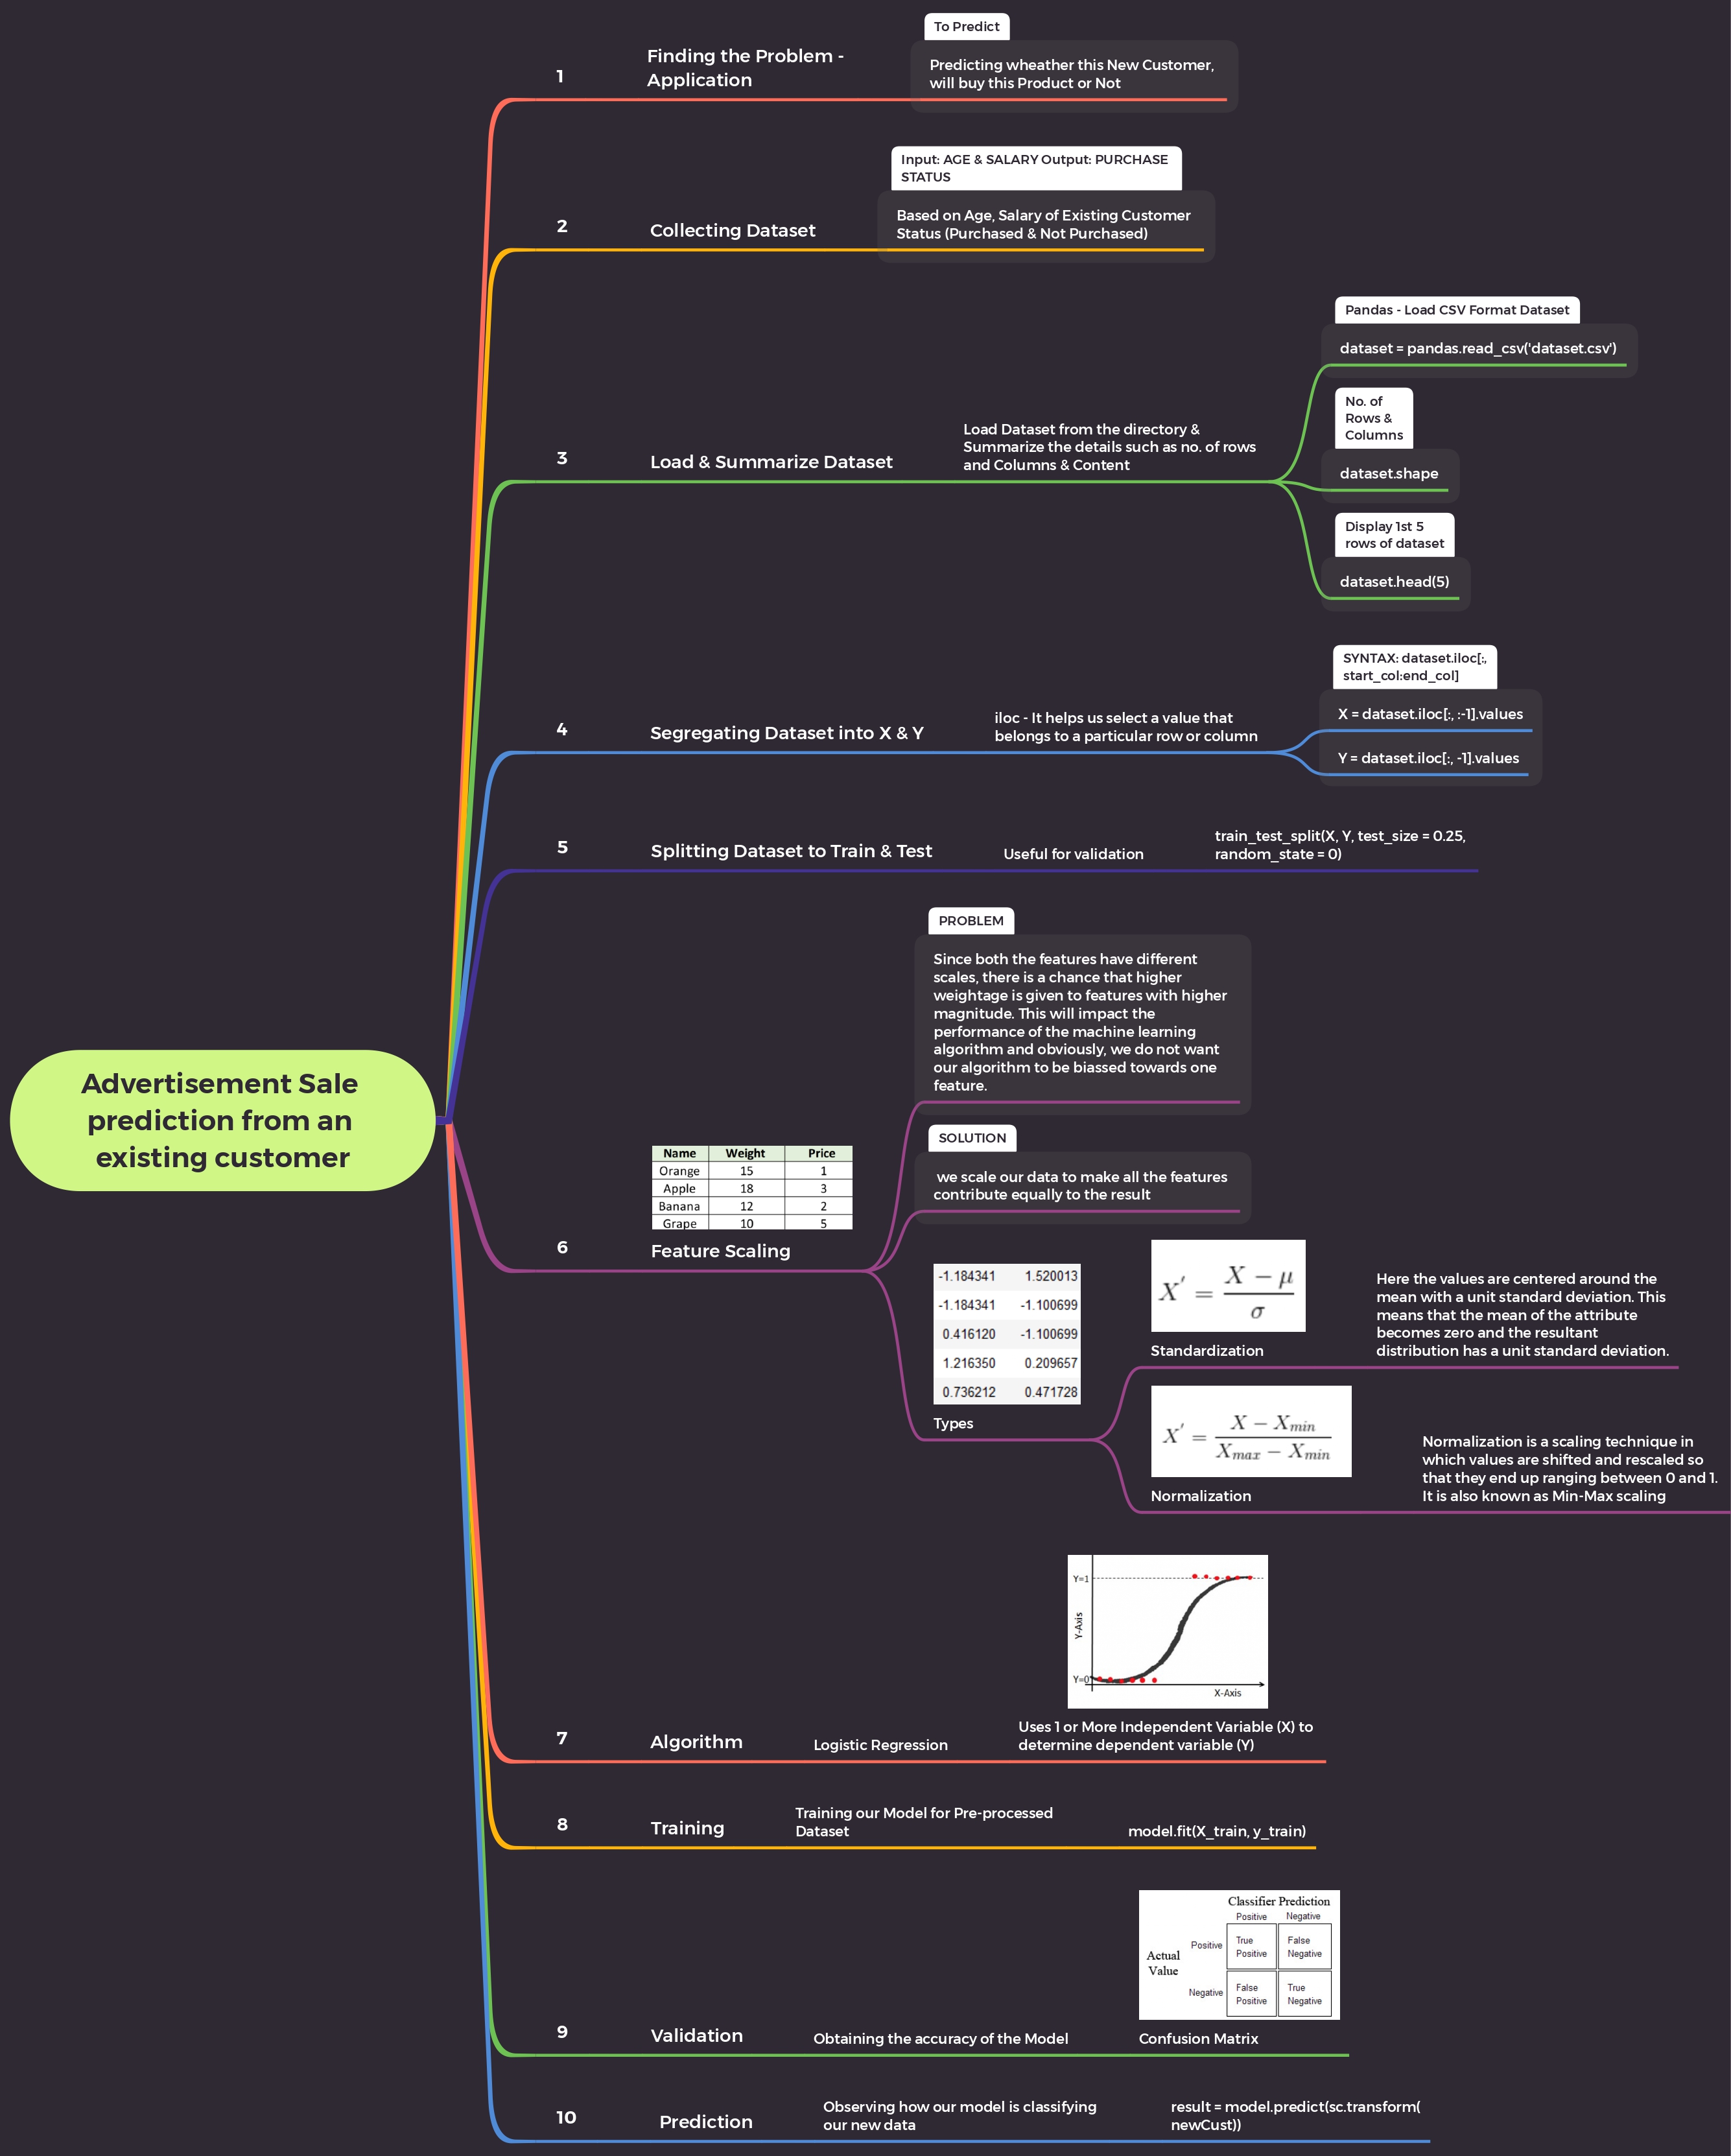 To Predict
1
Finding the Problem -
Application
Predicting wheather this New Customer,
will buy this Product or Not
Input: AGE & SALARY Output: PURCHASE
STATUS
2
Collecting Dataset
Based on Age, Salary of Existing Customer
Status (Purchased & Not Purchased)
3
Load & Summarize Dataset
Load Dataset from the directory &
Summarize the details such as no. of rows
and Columns & Content
Pandas - Load CSV Format Dataset
dataset = pandas.read_csv('dataset.csv')
No. of
Rows &
Columns
dataset.shape
Display 1st 5
rows of dataset
dataset.head(5)
4
Segregating Dataset into X & Y
iloc - It helps us select a value that
belongs to a particular row or column
SYNTAX: dataset.iloc[:,
start_col:end_col]
X = dataset.iloc[:, :-1].values
Y = dataset.iloc[:, -1].values
5
Splitting Dataset to Train & Test
Useful for validation
train_test_split(X, Y, test_size = 0.25,
random_state = 0)
Advertisement Sale
prediction from an
existing customer
6
Name Weight Price
Orange 15 1
Apple 18 3
Banana 12 2
Grape 10 5
Feature Scaling
PROBLEM
Since both the features have different
scales, there is a chance that higher
weightage is given to features with higher
magnitude. This will impact the
performance of the machine learning
algorithm and obviously, we do not want
our algorithm to be biassed towards one
feature.
SOLUTION
we scale our data to make all the features
contribute equally to the result
-1.184341 1.520013
-1.184341 -1.100699
0.416120 -1.100699
1.216350 0.209657
0.736212 0.471728
Types
X' = X − μ / σ
Standardization
Here the values are centered around the
mean with a unit standard deviation. This
means that the mean of the attribute
becomes zero and the resultant
distribution has a unit standard deviation.
X' = X − Xmin / Xmax − Xmin
Normalization
Normalization is a scaling technique in
which values are shifted and rescaled so
that they end up ranging between 0 and 1.
It is also known as Min-Max scaling
7
Algorithm
Logistic Regression
Y=1
Y-Axis
Y=0
X-Axis
Uses 1 or More Independent Variable (X) to
determine dependent variable (Y)
8
Training
Training our Model for Pre-processed
Dataset
model.fit(X_train, y_train)
9
Validation
Obtaining the accuracy of the Model
Classifier Prediction
Positive Negative
Actual
Value
Positive
True
Positive
False
Negative
Negative
False
Positive
True
Negative
Confusion Matrix
10
Prediction
Observing how our model is classifying
our new data
result = model.predict(sc.transform(
newCust))